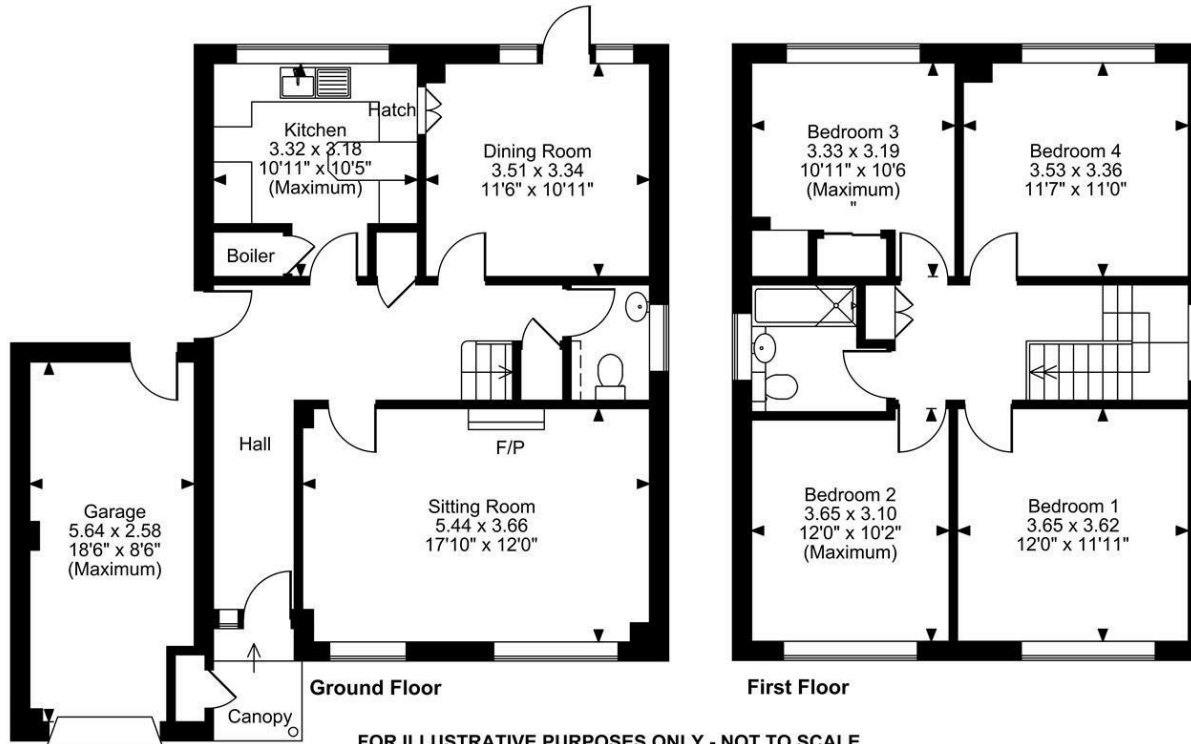 Hatch
Kitchen
3.32 x 3.18
10'11" x 10'5"
(Maximum)
Dining Room
3.51 x 3.34
11'6" x 10'11"
Boiler
Hall
F/P
Sitting Room
5.44 x 3.66
17'10" x 12'0"
Garage
5.64 x 2.58
18'6" x 8'6"
(Maximum)
Canopy
Ground Floor
Bedroom 3
3.33 x 3.19
10'11" x 10'6
(Maximum)
"
Bedroom 4
3.53 x 3.36
11'7" x 11'0"
Bedroom 2
3.65 x 3.10
12'0" x 10'2"
(Maximum)
Bedroom 1
3.65 x 3.62
12'0" x 11'11"
First Floor
FOR ILLUSTRATIVE PURPOSES ONLY - NOT TO SCALE